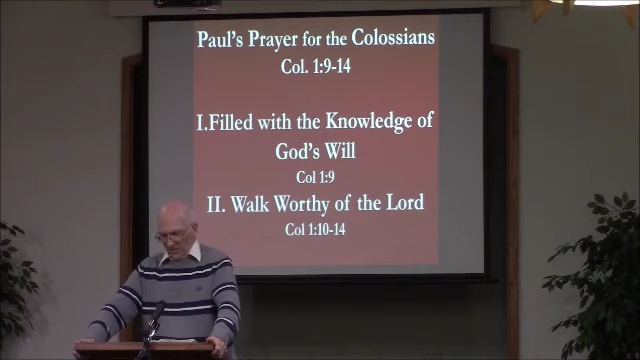 Paul's Prayer for the Colossians
Col. 1:9-14
I.Filled with the Knowledge of
God's Will
Col 1:9
II. Walk Worthy of the Lord
Col 1:10-14